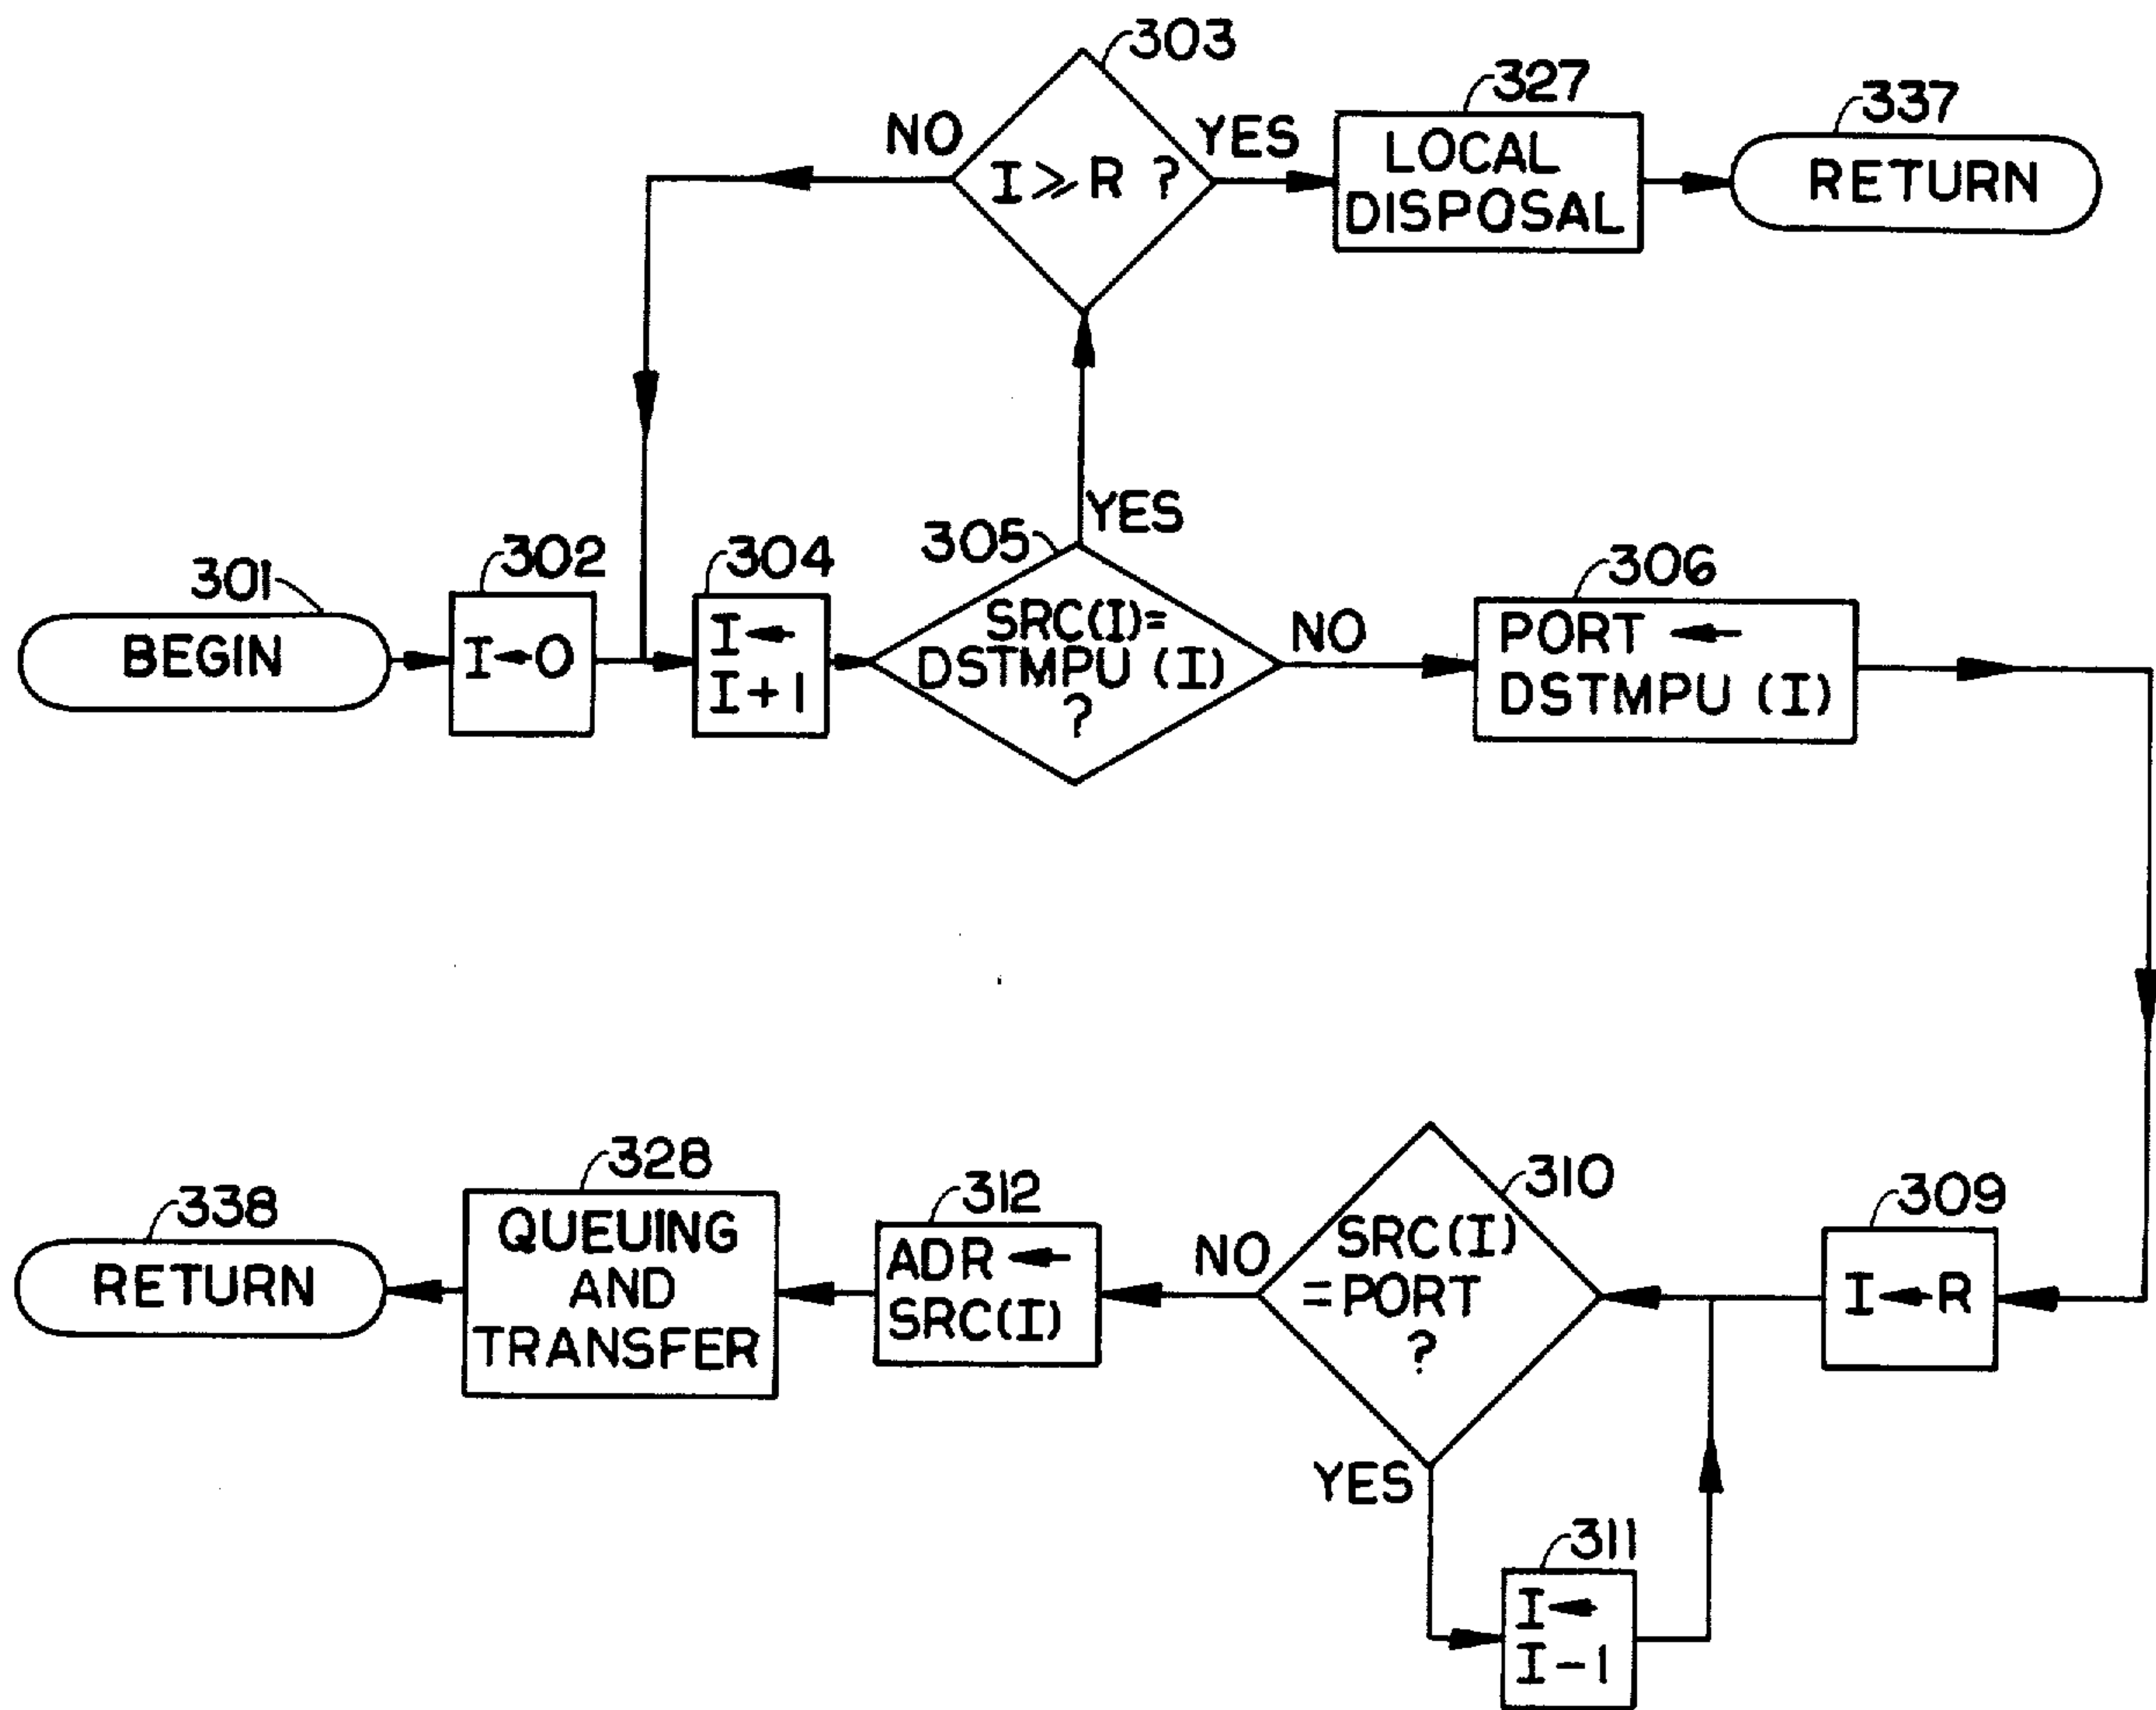 303
NO
I ⩾ R ?
YES
327
LOCAL
DISPOSAL
337
RETURN
301
BEGIN
302
I←0
304
I ←
I + 1
305
YES
SRC(I)=
DSTMPU (I)
?
NO
306
PORT ←
DSTMPU (I)
338
RETURN
328
QUEUING
AND
TRANSFER
312
ADR ←
SRC(I)
NO
310
SRC(I)
=PORT
?
YES
309
I←R
311
I←
I-1